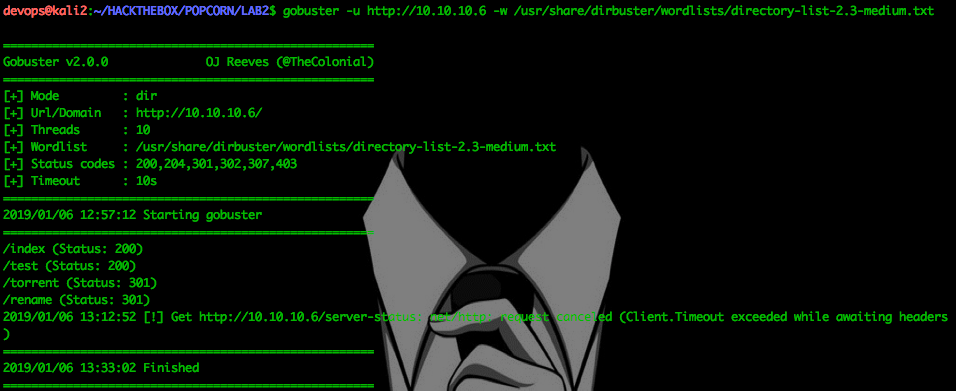 devops@kali2:~/HACKTHEBOX/POPCORN/LAB2$ gobuster -u http://10.10.10.6 -w /usr/share/dirbuster/wordlists/directory-list-2.3-medium.txt
=====================================================
Gobuster v2.0.0              OJ Reeves (@TheColonial)
=====================================================
[+] Mode         : dir
[+] Url/Domain   : http://10.10.10.6/
[+] Threads      : 10
[+] Wordlist     : /usr/share/dirbuster/wordlists/directory-list-2.3-medium.txt
[+] Status codes : 200,204,301,302,307,403
[+] Timeout      : 10s
=====================================================
2019/01/06 12:57:12 Starting gobuster
=====================================================
/index (Status: 200)
/test (Status: 200)
/torrent (Status: 301)
/rename (Status: 301)
2019/01/06 13:12:52 [!] Get http://10.10.10.6/server-status: net/http: request canceled (Client.Timeout exceeded while awaiting headers
)
=====================================================
2019/01/06 13:33:02 Finished
=====================================================